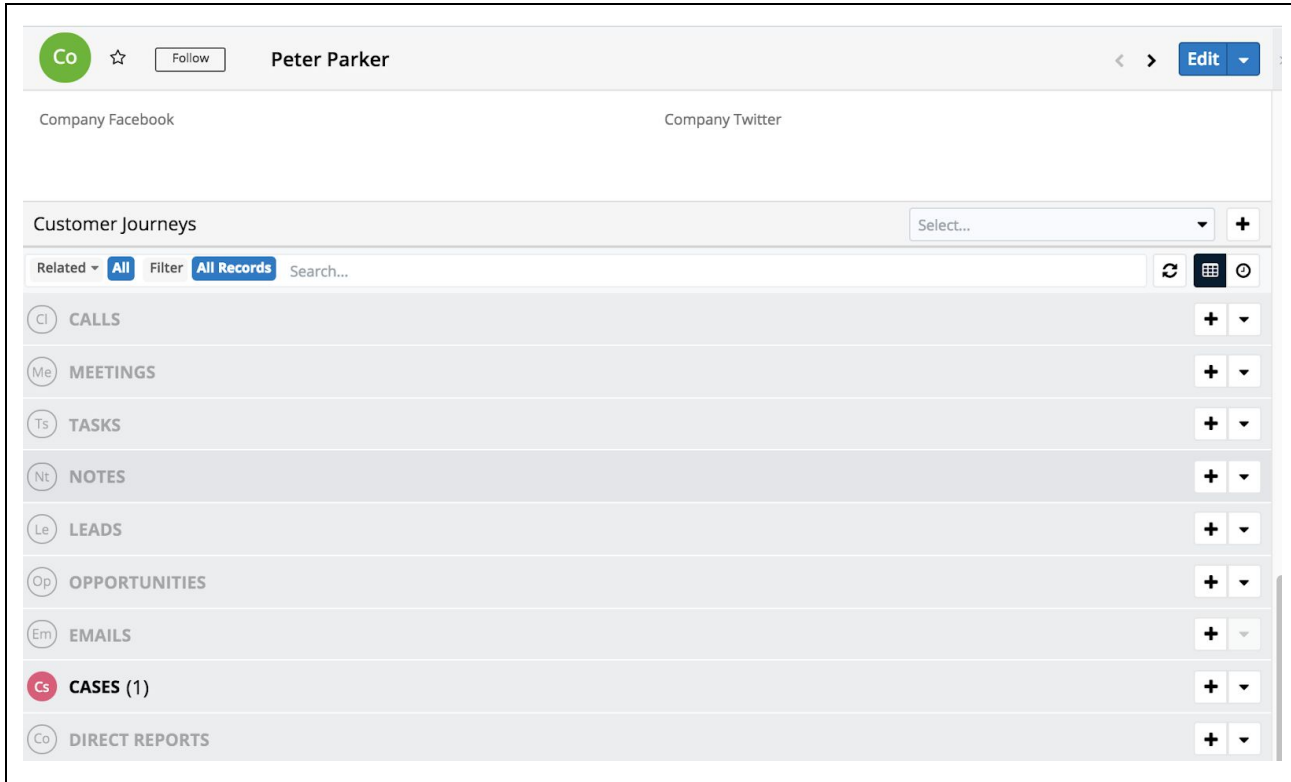 Co Follow Peter Parker Edit
Company Facebook Company Twitter
Customer Journeys Select...
Related All Filter All Records Search...
Cl CALLS
Me MEETINGS
Ts TASKS
Nt NOTES
Le LEADS
Op OPPORTUNITIES
Em EMAILS
Cs CASES (1)
Co DIRECT REPORTS